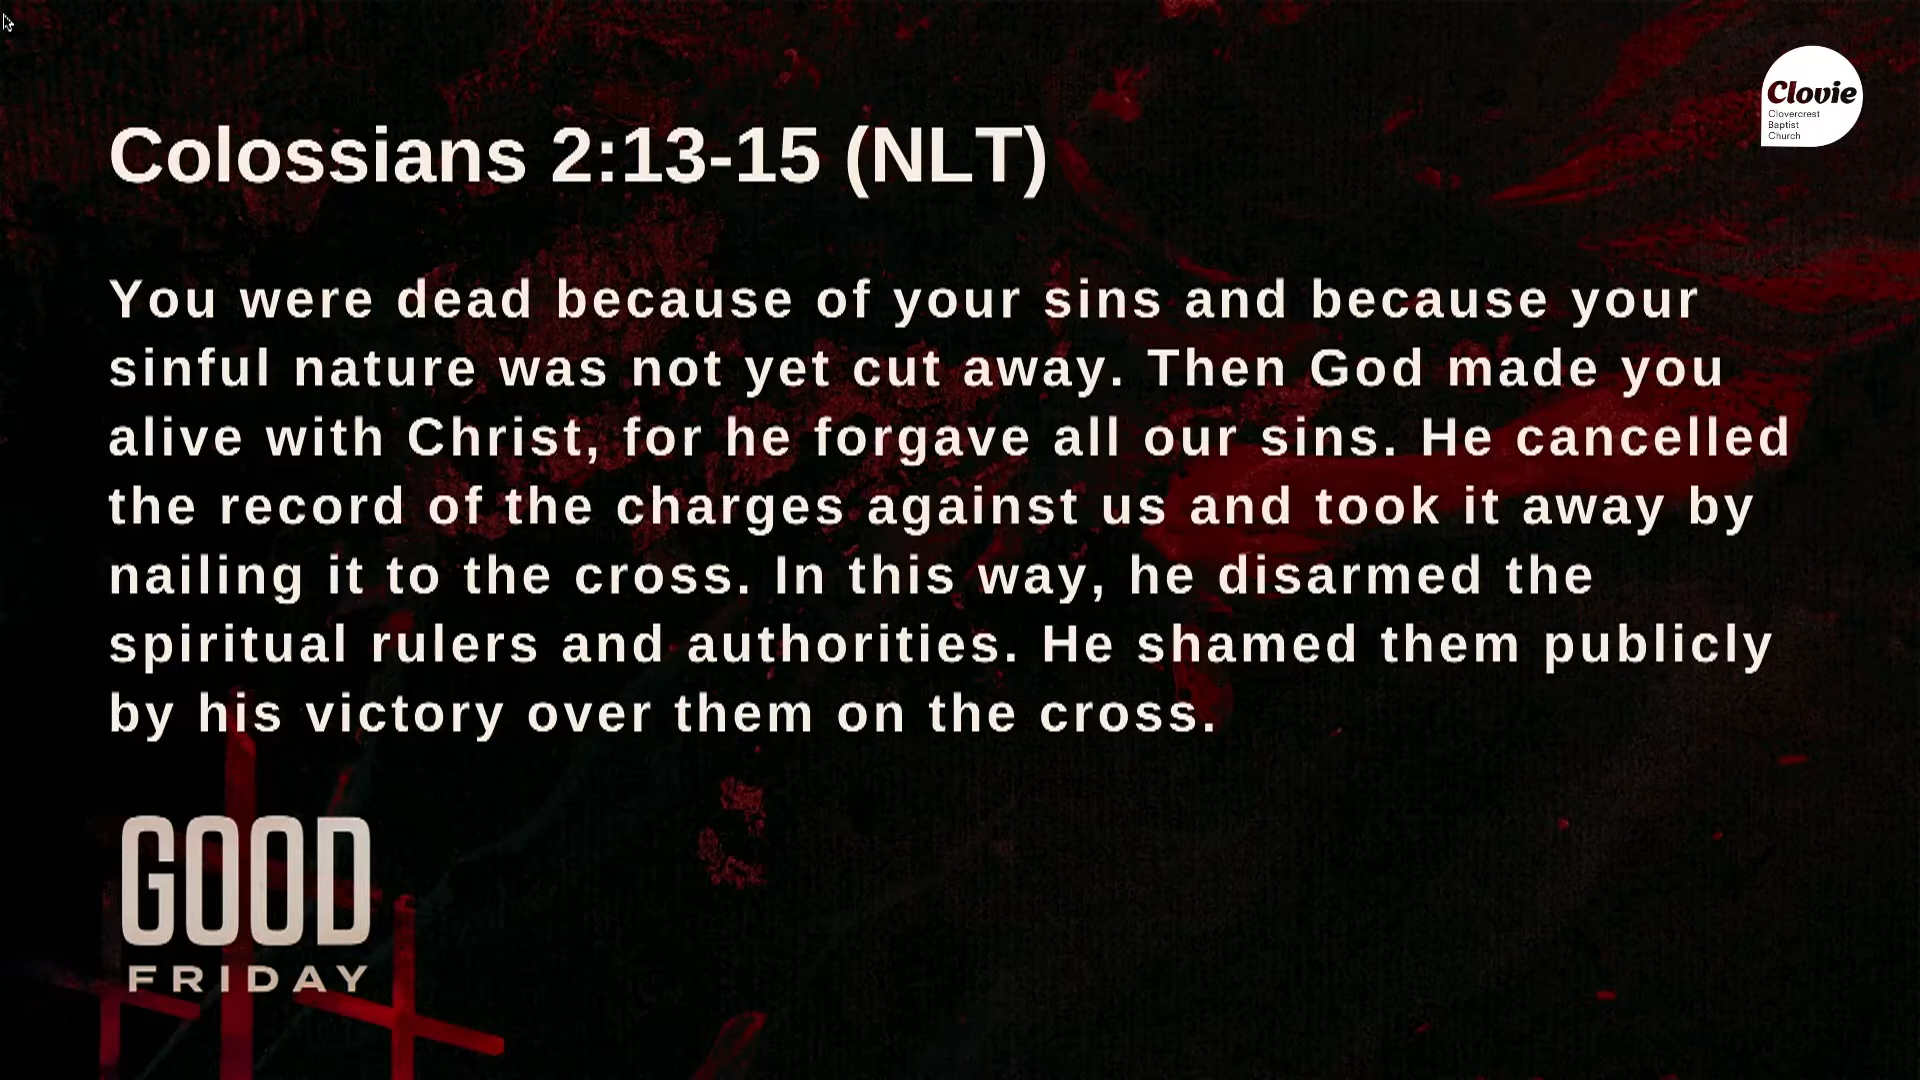 Clovie
Clovercrest
Baptist
Church
Colossians 2:13-15 (NLT)
You were dead because of your sins and because your
sinful nature was not yet cut away. Then God made you
alive with Christ, for he forgave all our sins. He cancelled
the record of the charges against us and took it away by
nailing it to the cross. In this way, he disarmed the
spiritual rulers and authorities. He shamed them publicly
by his victory over them on the cross.
GOOD
FRIDAY